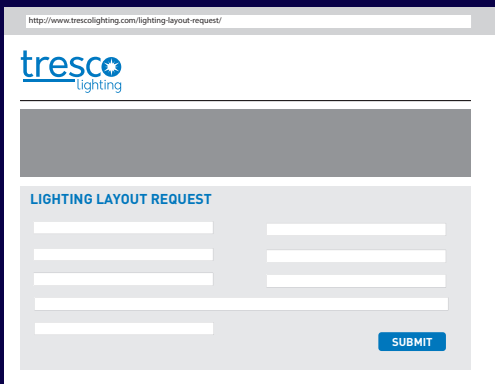 http://www.trescolighting.com/lighting-layout-request/
tresco
lighting
LIGHTING LAYOUT REQUEST
SUBMIT